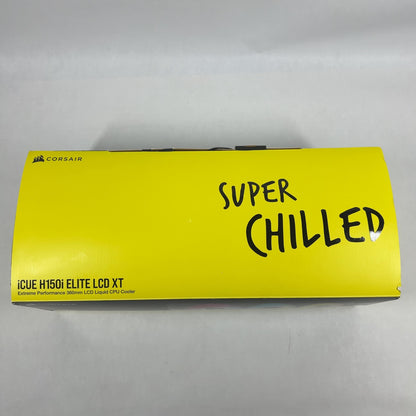 CORSAIR
SUPER
CHILLED
iCUE H150i ELITE LCD XT
Extreme Performance 360mm LCD Liquid CPU Cooler